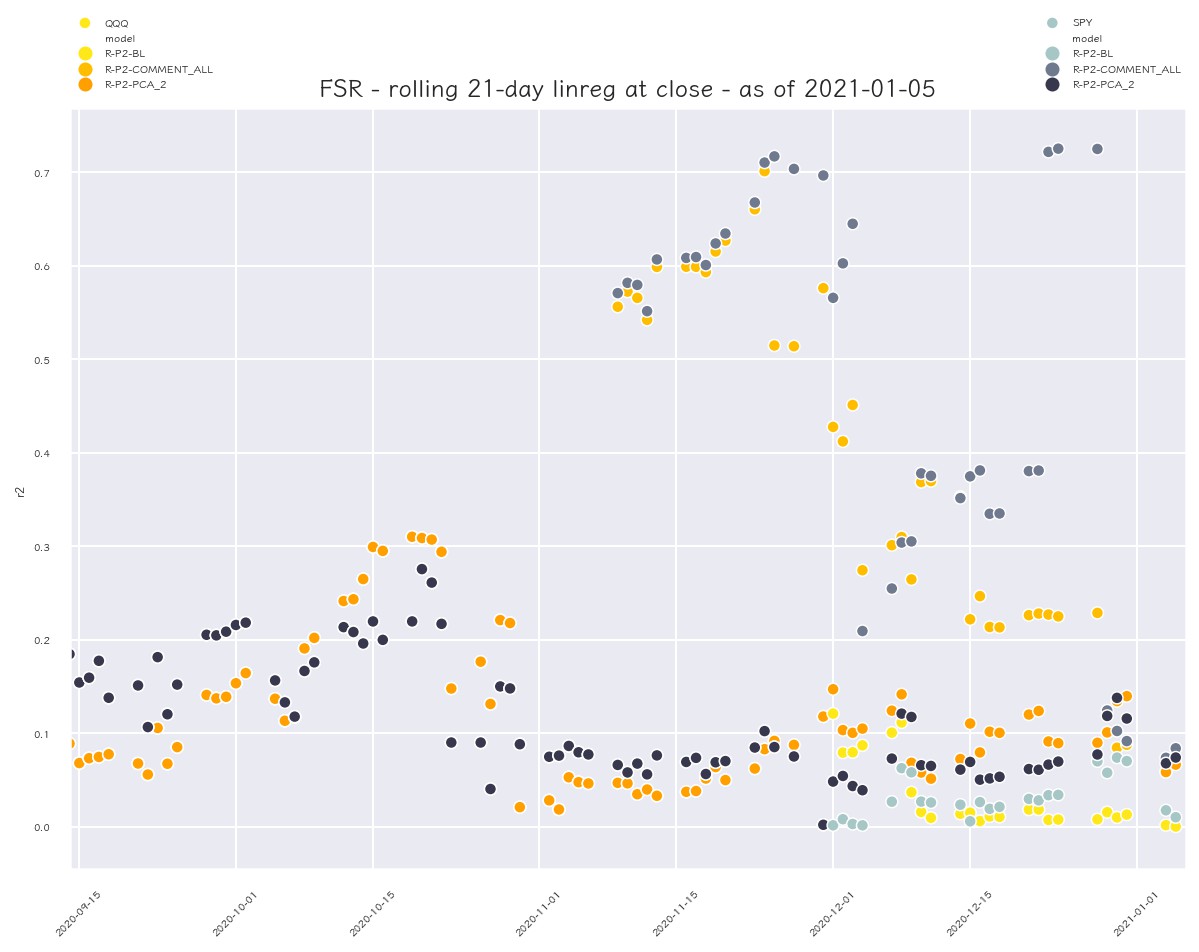 QQQ
model
R-P2-BL
R-P2-COMMENT_ALL
R-P2-PCA_2
SPY
model
R-P2-BL
R-P2-COMMENT_ALL
R-P2-PCA_2
FSR - rolling 21-day linreg at close - as of 2021-01-05
0.7
0.6
0.5
0.4
0.3
0.2
0.1
0.0
r2
2020-09-15
2020-10-01
2020-10-15
2020-11-01
2020-11-15
2020-12-01
2020-12-15
2021-01-01